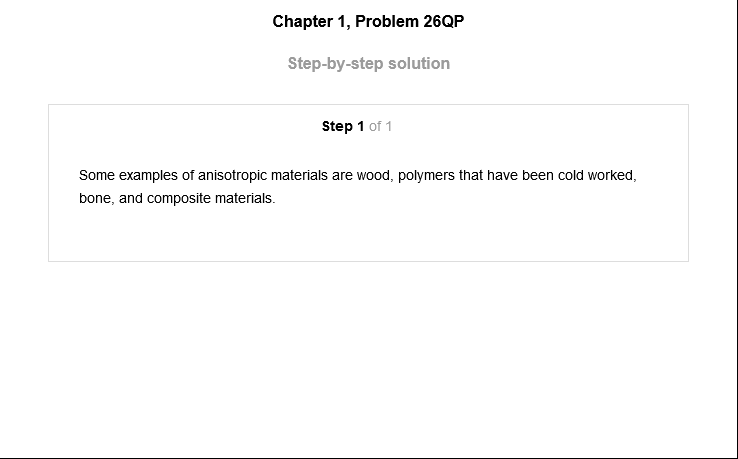 Chapter 1, Problem 26QP
Step-by-step solution
Step 1 of 1
Some examples of anisotropic materials are wood, polymers that have been cold worked,
bone, and composite materials.